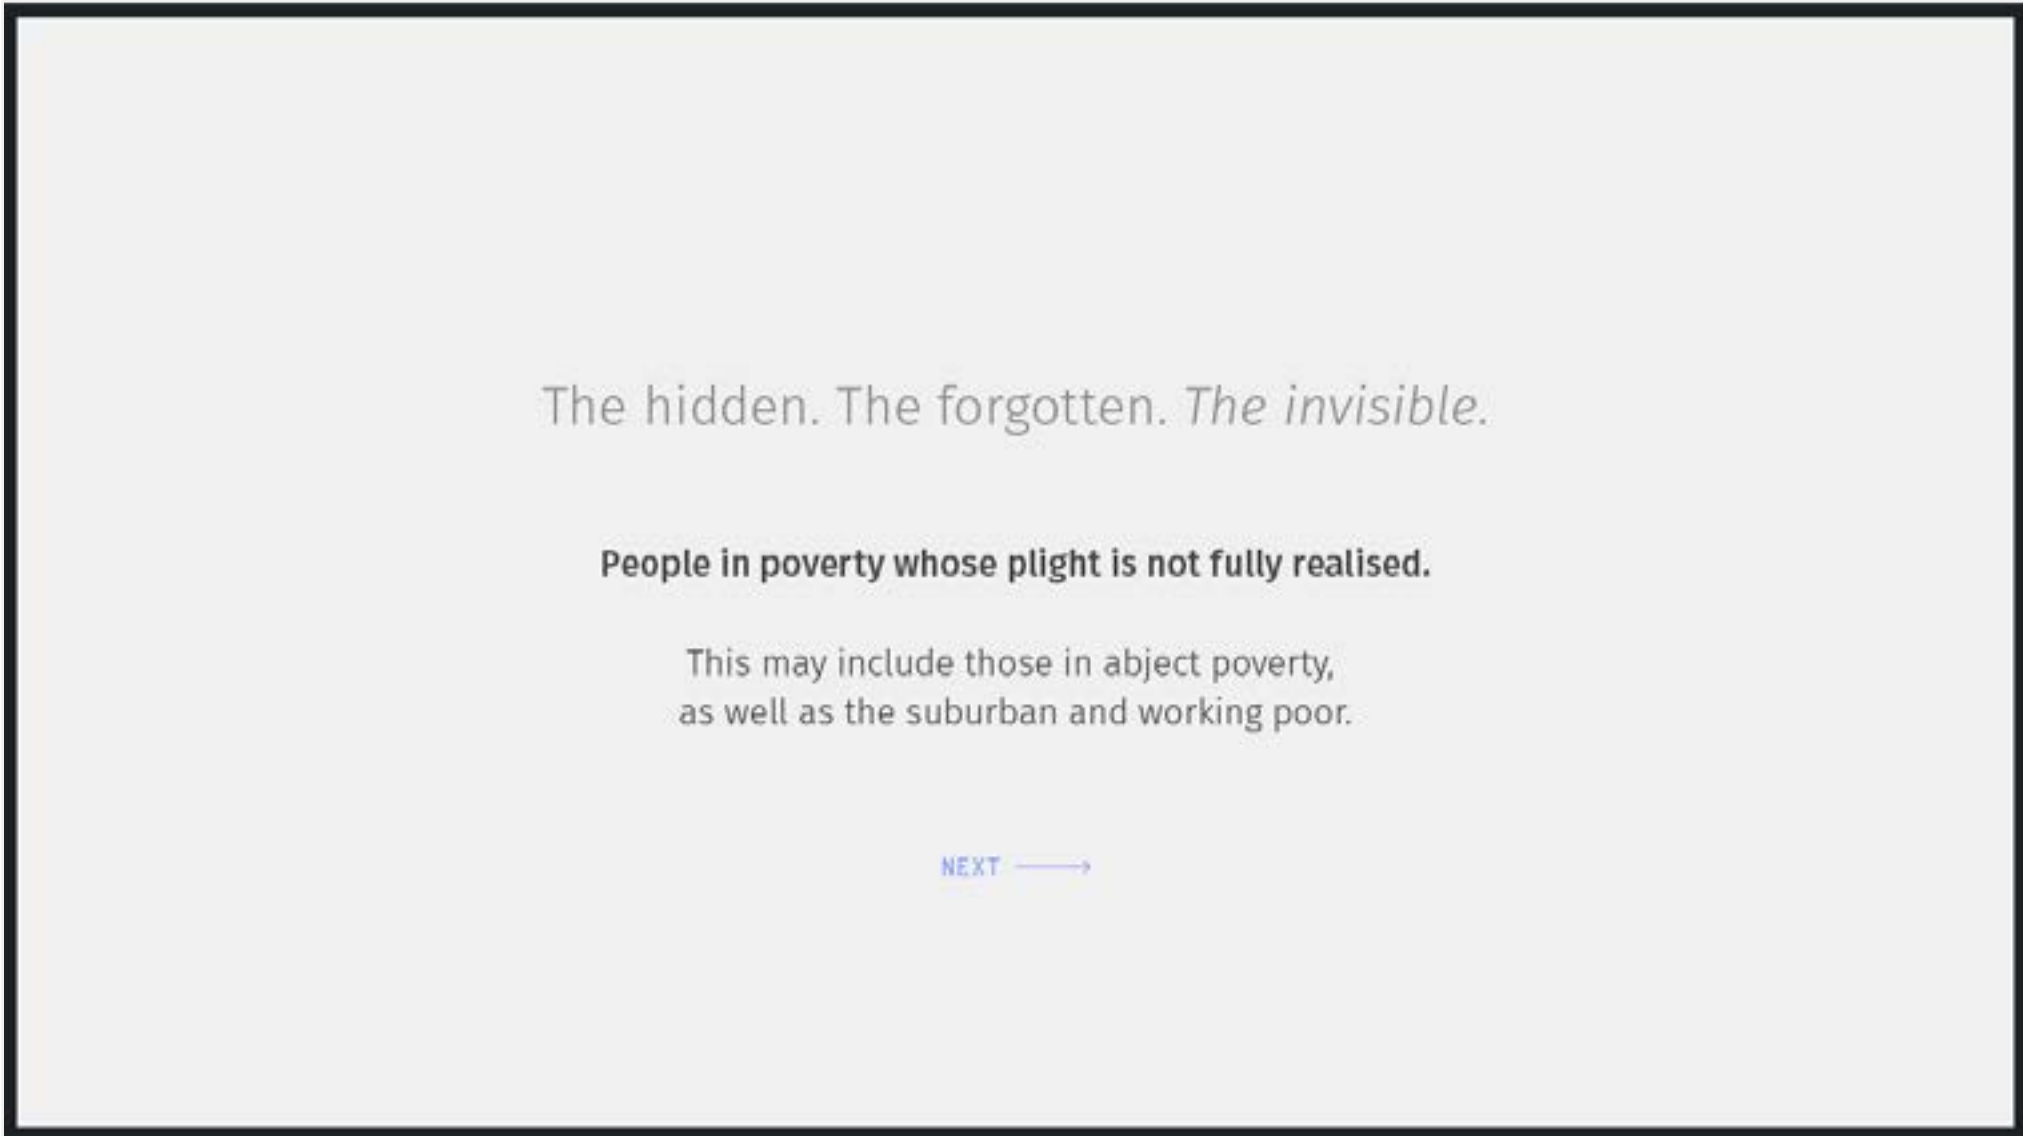 The hidden. The forgotten. The invisible.
People in poverty whose plight is not fully realised.
This may include those in abject poverty,
as well as the suburban and working poor.
NEXT